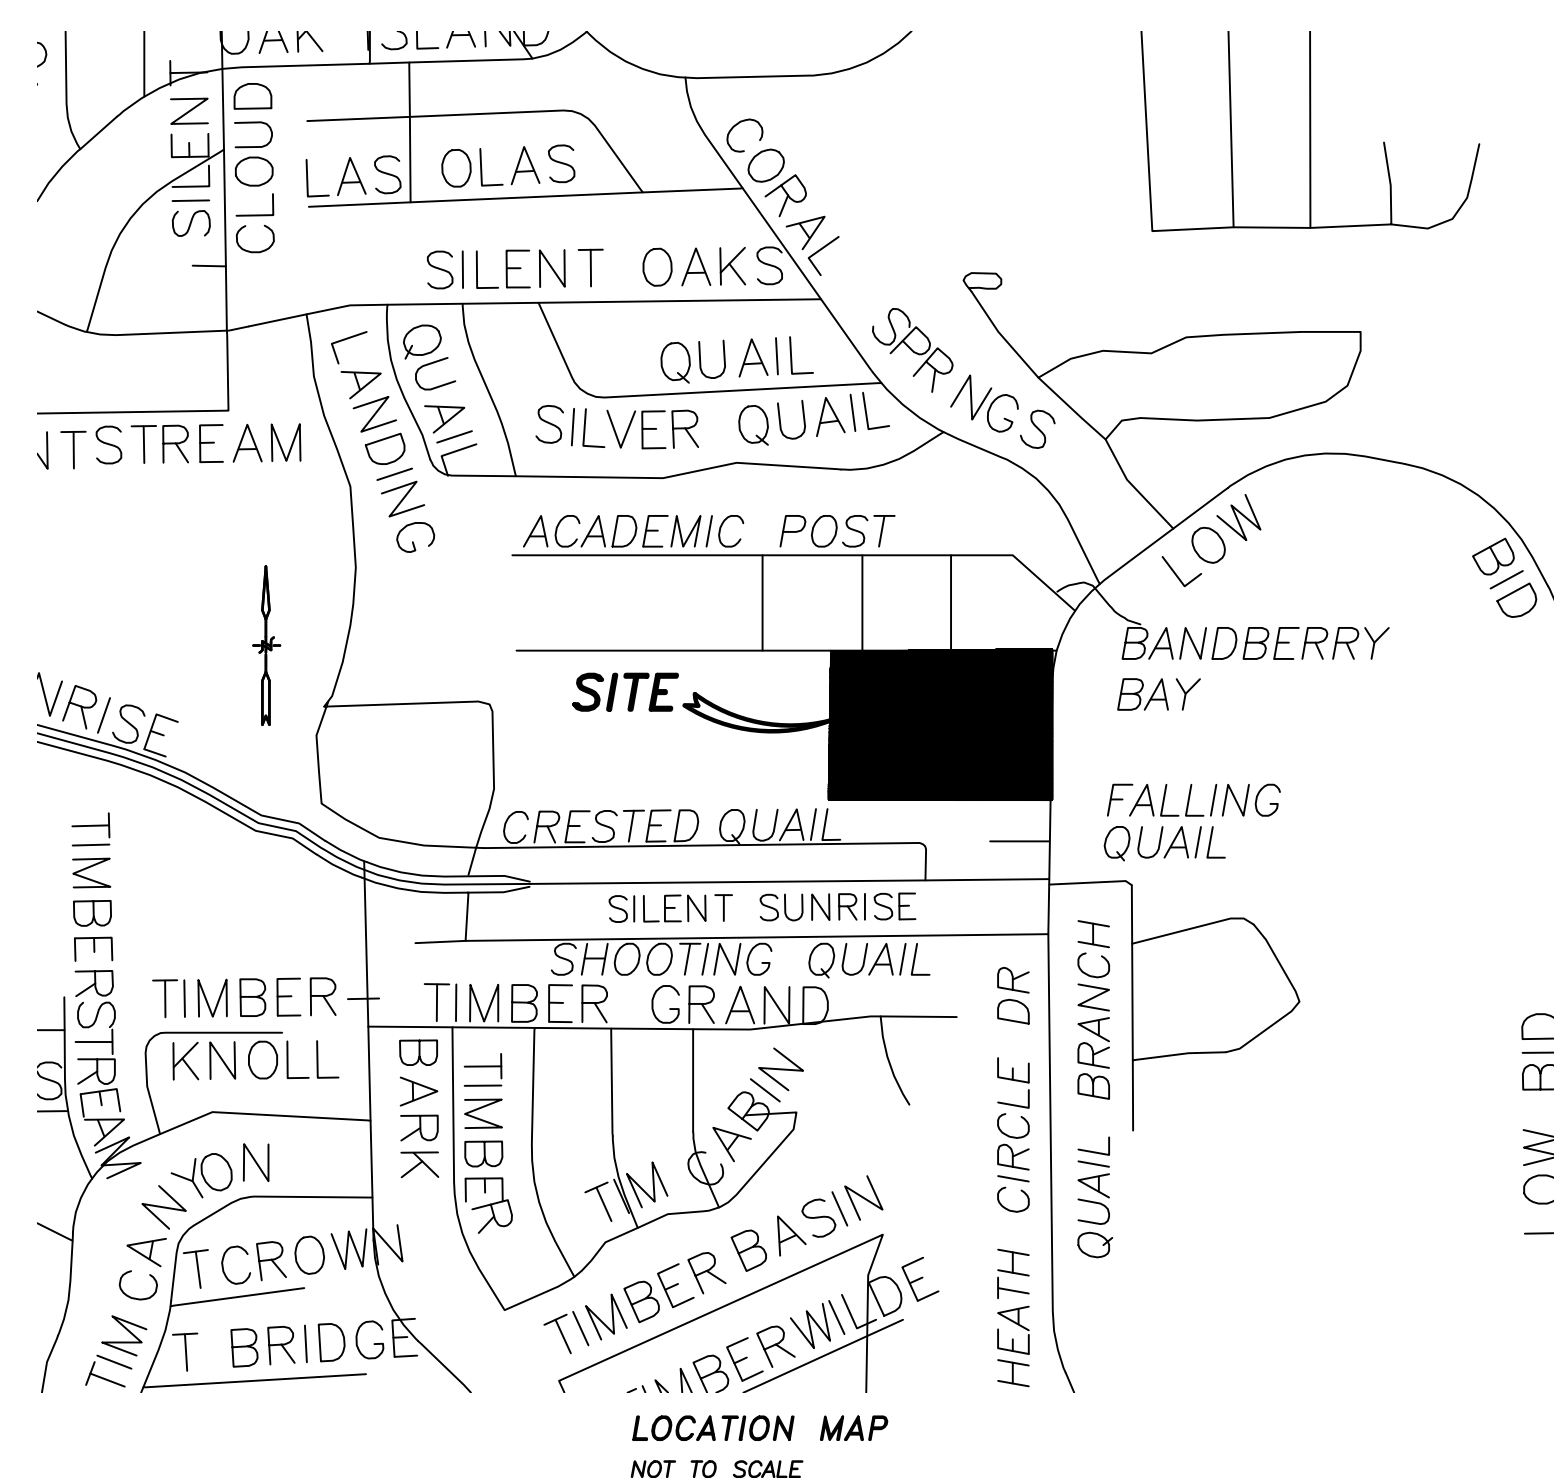 OAK ISLAND
SILENT
CLOUD
LAS OLAS
CORAL
SPRNGS
SILENT OAKS
LANDING
QUAIL
QUAIL
SILVER QUAIL
NTSTREAM
ACADEMIC POST
LOW
BID
BANDBERRY
BAY
SITE
NRISE
FALLING
QUAIL
CRESTED QUAIL
SILENT SUNRISE
SHOOTING QUAIL
TIMBERSTREAM
TIMBER
KNOLL
TIMBER GRAND
BARK
TIMBER
TIM CABIN
HEATH CIRCLE DR
QUAIL BRANCH
LOW BID
TIM CANYON
T CROWN
T BRIDGE
TIMBER BASIN
TIMBERWILDE
LOCATION MAP
NOT TO SCALE